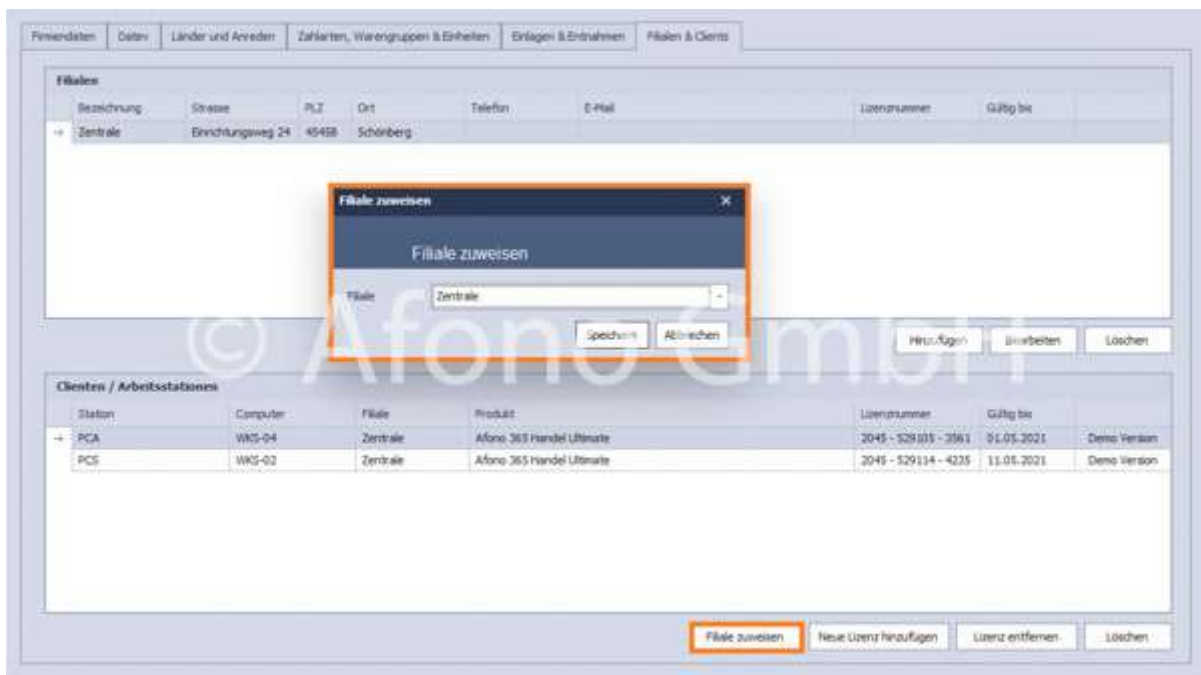 Firmendaten Datev Länder und Anreden Zahlarten, Warengruppen & Einheiten Einlagen & Entnahmen Filialen & Clients
Filialen
Bezeichnung Strasse PLZ Ort Telefon E-Mail Lizenznummer Gültig bis
Zentrale Einrichtungsweg 24 45458 Schönberg
Filiale zuweisen ×
Filiale zuweisen
Filiale Zentrale
Speichern Abbrechen
© Afono GmbH
Hinzufügen Bearbeiten Löschen
Clienten / Arbeitsstationen
Station Computer Filiale Produkt Lizenznummer Gültig bis
PCA WKS-04 Zentrale Afono 365 Handel Ultimate 2045 - 529105 - 3561 01.05.2021 Demo Version
PCS WKS-02 Zentrale Afono 365 Handel Ultimate 2045 - 529114 - 4235 11.05.2021 Demo Version
Filiale zuweisen Neue Lizenz hinzufügen Lizenz entfernen Löschen